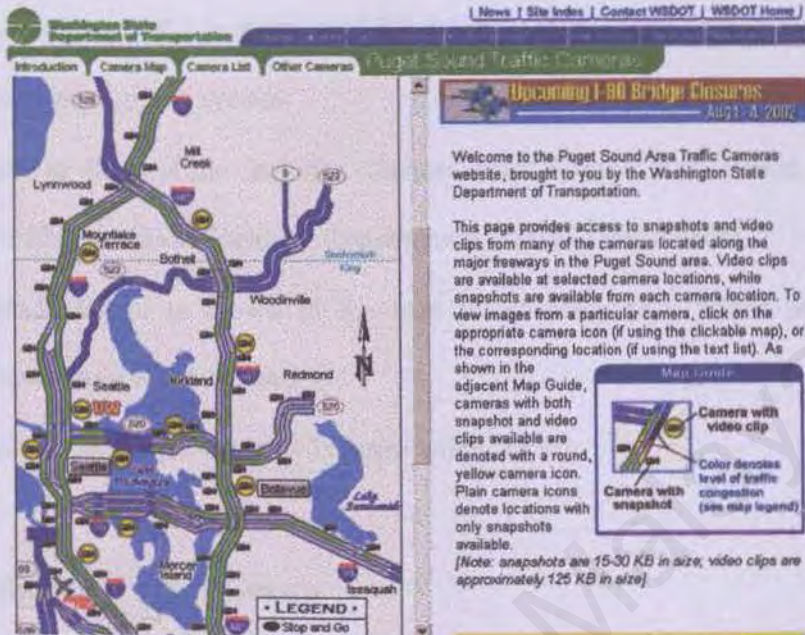 Washington State
Department of Transportation
| News | Site Index | Contact WSDOT | WSDOT Home |
Introduction
Camera Map
Camera List
Other Cameras
Puget Sound Traffic Cameras
Upcoming I-90 Bridge Closures
Aug 1-4, 2002
Welcome to the Puget Sound Area Traffic Cameras
website, brought to you by the Washington State
Department of Transportation.
This page provides access to snapshots and video
clips from many of the cameras located along the
major freeways in the Puget Sound area. Video clips
are available at selected camera locations, while
snapshots are available from each camera location. To
view images from a particular camera, click on the
appropriate camera icon (if using the clickable map), or
the corresponding location (if using the text list). As
shown in the
adjacent Map Guide,
cameras with both
snapshot and video
clips available are
denoted with a round,
yellow camera icon.
Plain camera icons
denote locations with
only snapshots
available.
[Note: snapshots are 15-30 KB in size; video clips are
approximately 125 KB in size]
Map Guide
Camera with
video clip
Color denotes
level of traffic
congestion
(see map legend)
Camera with
snapshot
Mill
Creek
Lynnwood
Mountlake
Terrace
522
Bothell
9
522
Snohomish
King
Woodinville
N
Seattle
Kirkland
Redmond
520
Seattle
Bellevue
Lake
Sammamish
Mercer
Island
Issaquah
• LEGEND •
Stop and Go